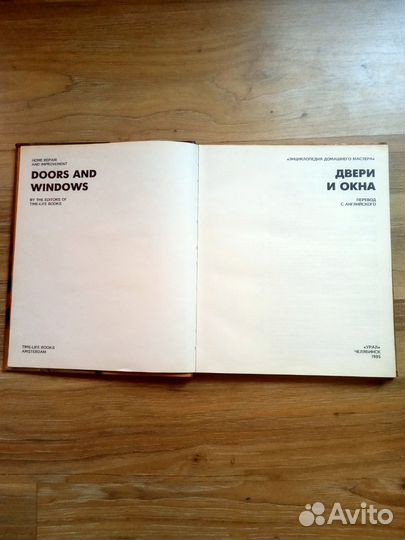 HOME REPAIR
AND IMPROVEMENT
DOORS AND
WINDOWS
BY THE EDITORS OF
TIME-LIFE BOOKS
TIME-LIFE BOOKS
AMSTERDAM
«ЭНЦИКЛОПЕДИЯ ДОМАШНЕГО МАСТЕРА»
ДВЕРИ
И ОКНА
ПЕРЕВОД
С АНГЛИЙСКОГО
«УРАЛ»
ЧЕЛЯБИНСК
1995
Avito